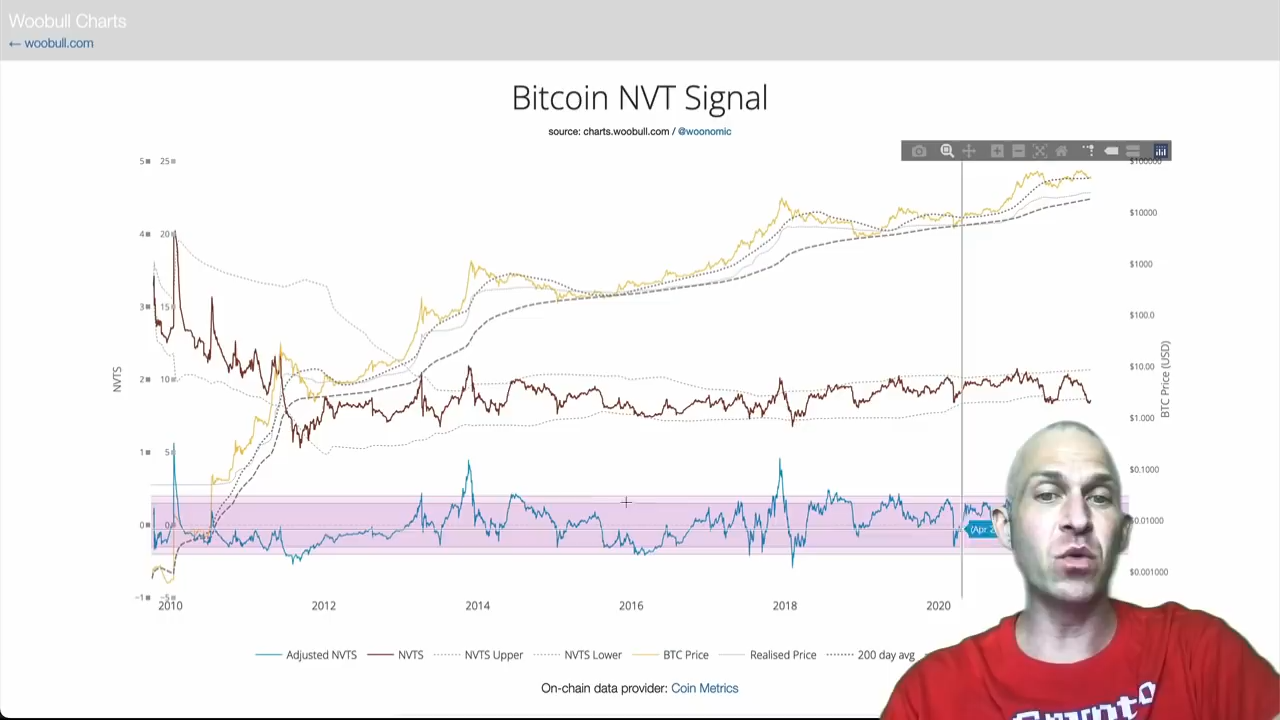 Woobull Charts
← woobull.com
Bitcoin NVT Signal
source: charts.woobull.com / @woonomic
5 25 $100000
4 20 $10000
$1000
3 15 $100.0
2 10 $10.00
$1.000
1 5 $0.1000
0 0 (Apr 2 0.01000
−1 −5 $0.001000
NVTS
BTC Price (USD)
2010 2012 2014 2016 2018 2020
Adjusted NVTS NVTS NVTS Upper NVTS Lower BTC Price Realised Price 200 day avg
On-chain data provider: Coin Metrics
Crypto